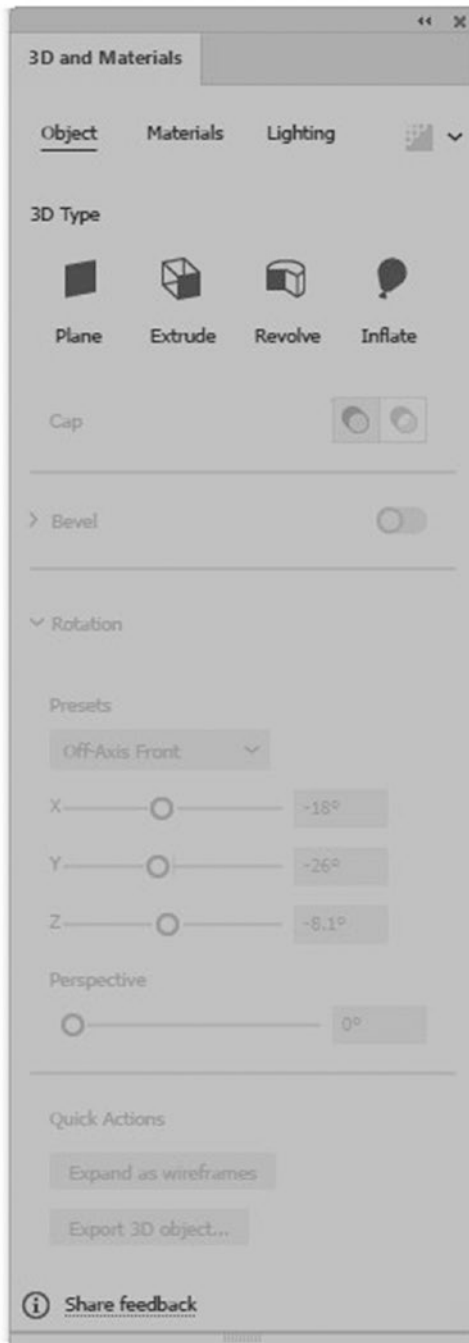 3D and Materials
Object Materials Lighting
3D Type
Plane Extrude Revolve Inflate
Cap
Bevel
Rotation
Presets
Off-Axis Front
X -18°
Y -26°
Z -8.1°
Perspective
0°
Quick Actions
Expand as wireframes
Export 3D object...
Share feedback